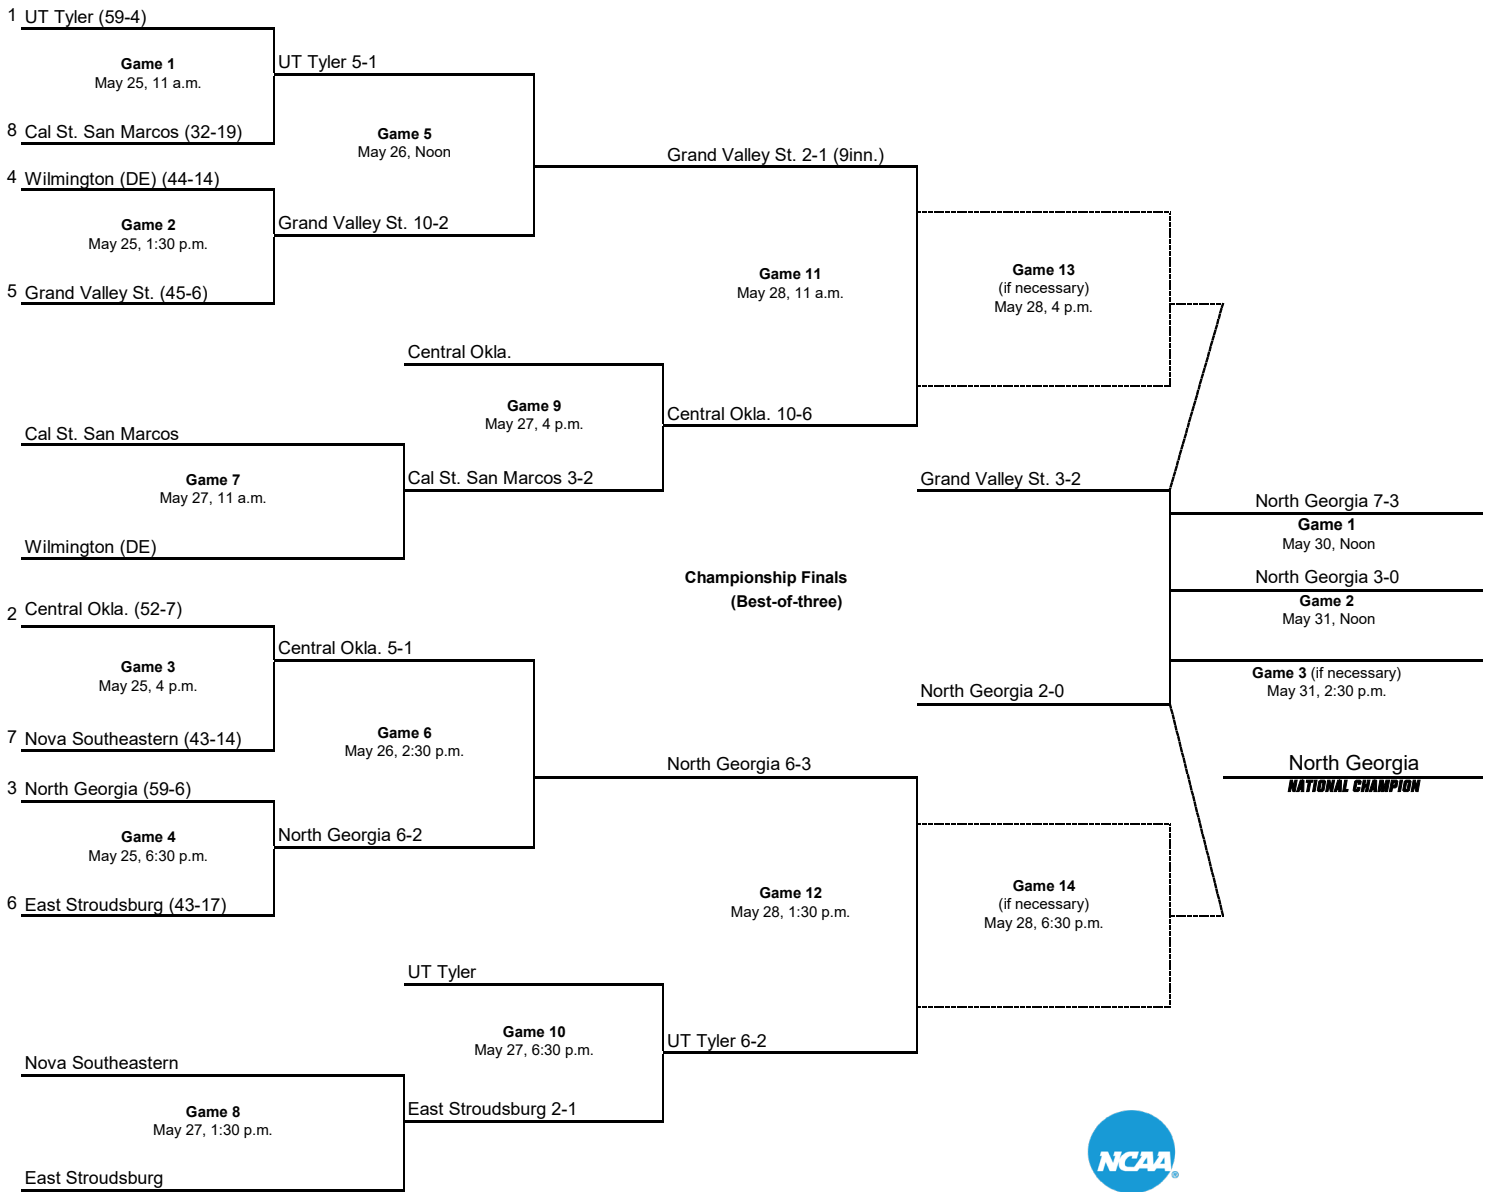 1 UT Tyler (59-4)
Game 1
May 25, 11 a.m.
8 Cal St. San Marcos (32-19)
UT Tyler 5-1
Game 5
May 26, Noon
4 Wilmington (DE) (44-14)
Game 2
May 25, 1:30 p.m.
5 Grand Valley St. (45-6)
Grand Valley St. 10-2
Grand Valley St. 2-1 (9inn.)
Game 11
May 28, 11 a.m.
Game 13
(if necessary)
May 28, 4 p.m.
Central Okla.
Game 9
May 27, 4 p.m.
Central Okla. 10-6
Cal St. San Marcos
Game 7
May 27, 11 a.m.
Wilmington (DE)
Cal St. San Marcos 3-2
Grand Valley St. 3-2
North Georgia 7-3
Game 1
May 30, Noon
North Georgia 3-0
Game 2
May 31, Noon
Game 3 (if necessary)
May 31, 2:30 p.m.
Championship Finals
(Best-of-three)
North Georgia 2-0
North Georgia
NATIONAL CHAMPION
2 Central Okla. (52-7)
Game 3
May 25, 4 p.m.
7 Nova Southeastern (43-14)
Central Okla. 5-1
Game 6
May 26, 2:30 p.m.
3 North Georgia (59-6)
Game 4
May 25, 6:30 p.m.
6 East Stroudsburg (43-17)
North Georgia 6-2
North Georgia 6-3
Game 12
May 28, 1:30 p.m.
Game 14
(if necessary)
May 28, 6:30 p.m.
UT Tyler
Game 10
May 27, 6:30 p.m.
UT Tyler 6-2
Nova Southeastern
Game 8
May 27, 1:30 p.m.
East Stroudsburg
East Stroudsburg 2-1
NCAA®